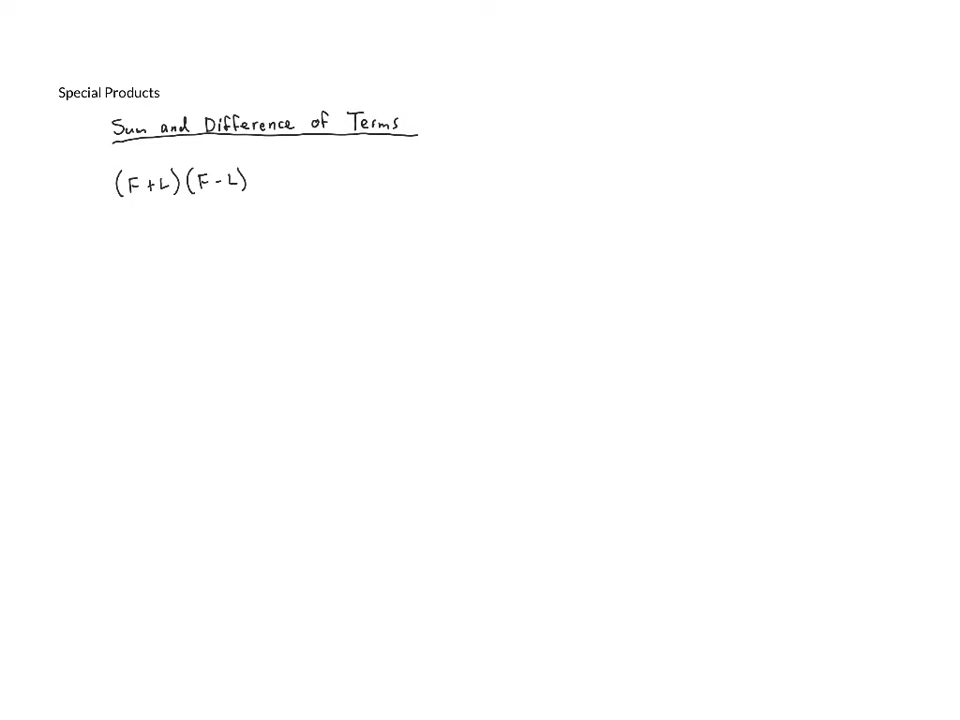 Special Products
Sum and Difference of Terms
(F+L)(F-L)